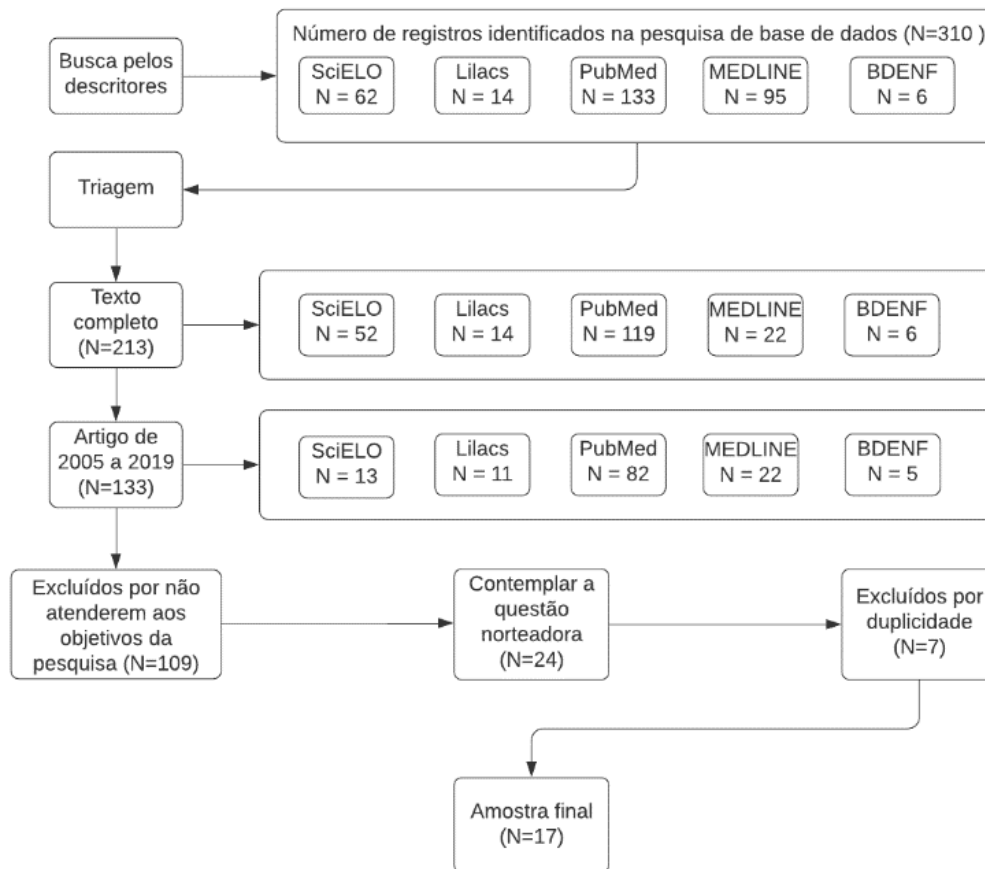 Número de registros identificados na pesquisa de base de dados (N=310 )
Busca pelos
descritores
SciELO
N = 62
Lilacs
N = 14
PubMed
N = 133
MEDLINE
N = 95
BDENF
N = 6
Triagem
Texto
completo
(N=213)
SciELO
N = 52
Lilacs
N = 14
PubMed
N = 119
MEDLINE
N = 22
BDENF
N = 6
Artigo de
2005 a 2019
(N=133)
SciELO
N = 13
Lilacs
N = 11
PubMed
N = 82
MEDLINE
N = 22
BDENF
N = 5
Excluídos por não
atenderem aos
objetivos da
pesquisa (N=109)
Contemplar a
questão
norteadora
(N=24)
Excluídos por
duplicidade
(N=7)
Amostra final
(N=17)